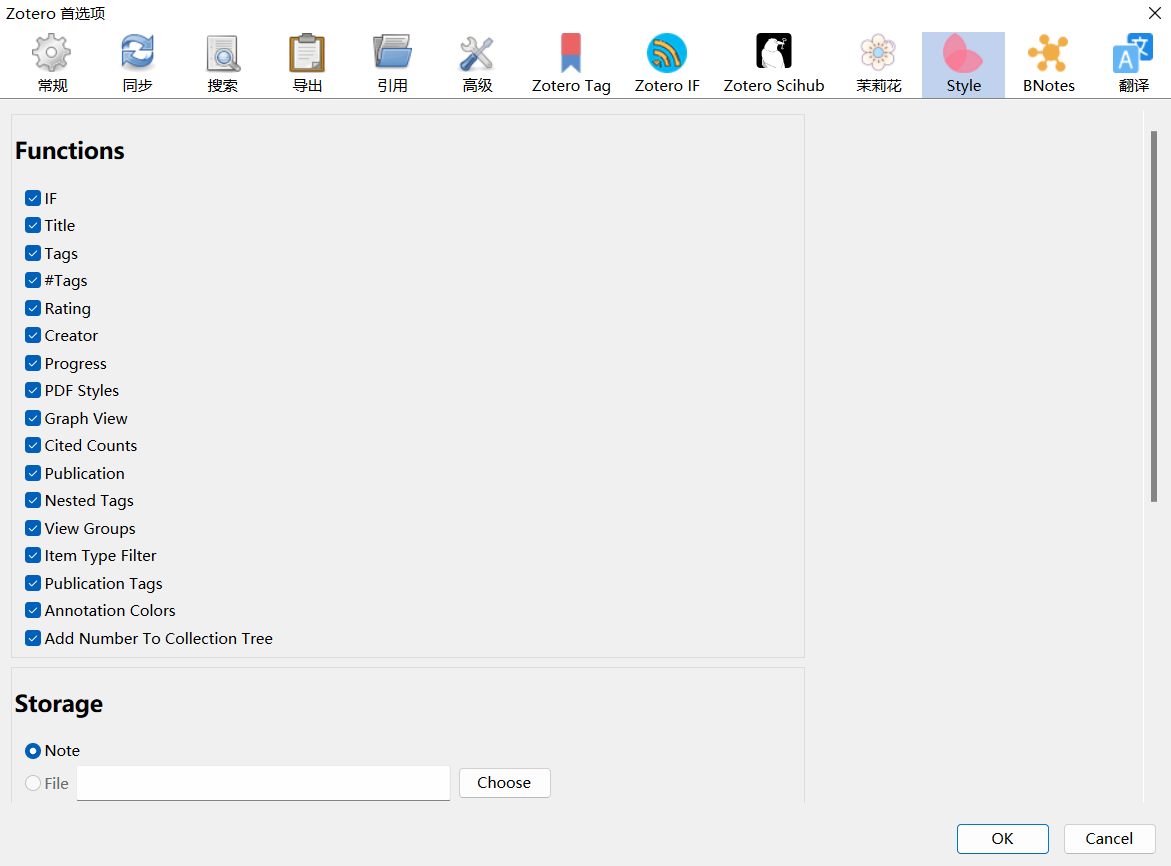 Zotero 首选项
常规 同步 搜索 导出 引用 高级 Zotero Tag Zotero IF Zotero Scihub 茉莉花 Style BNotes 翻译
Functions
IF
Title
Tags
#Tags
Rating
Creator
Progress
PDF Styles
Graph View
Cited Counts
Publication
Nested Tags
View Groups
Item Type Filter
Publication Tags
Annotation Colors
Add Number To Collection Tree
Storage
Note
File Choose
OK Cancel